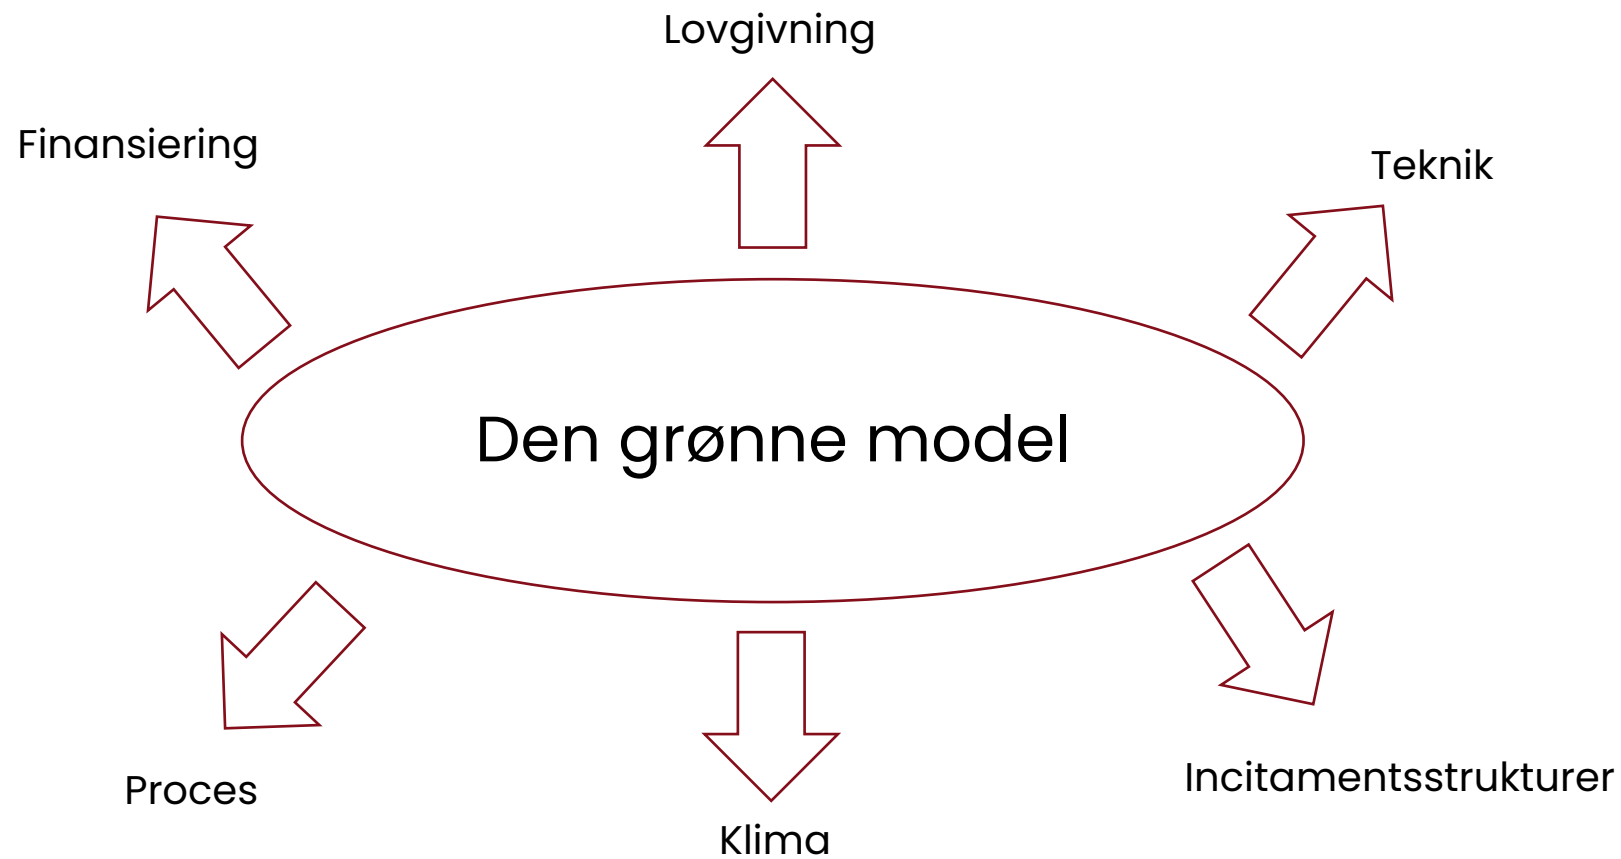 Lovgivning
Finansiering
Teknik
Den grønne model
Proces
Incitamentsstrukturer
Klima